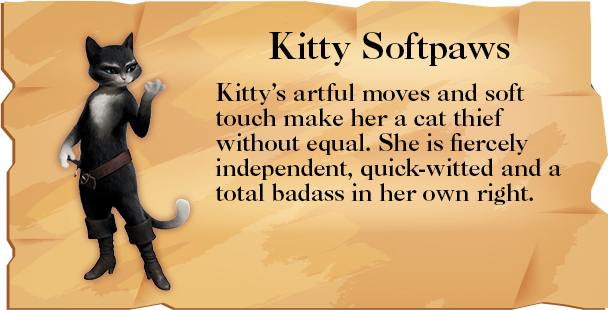 Kitty Softpaws
Kitty's artful moves and soft
touch make her a cat thief
without equal. She is fiercely
independent, quick-witted and a
total badass in her own right.